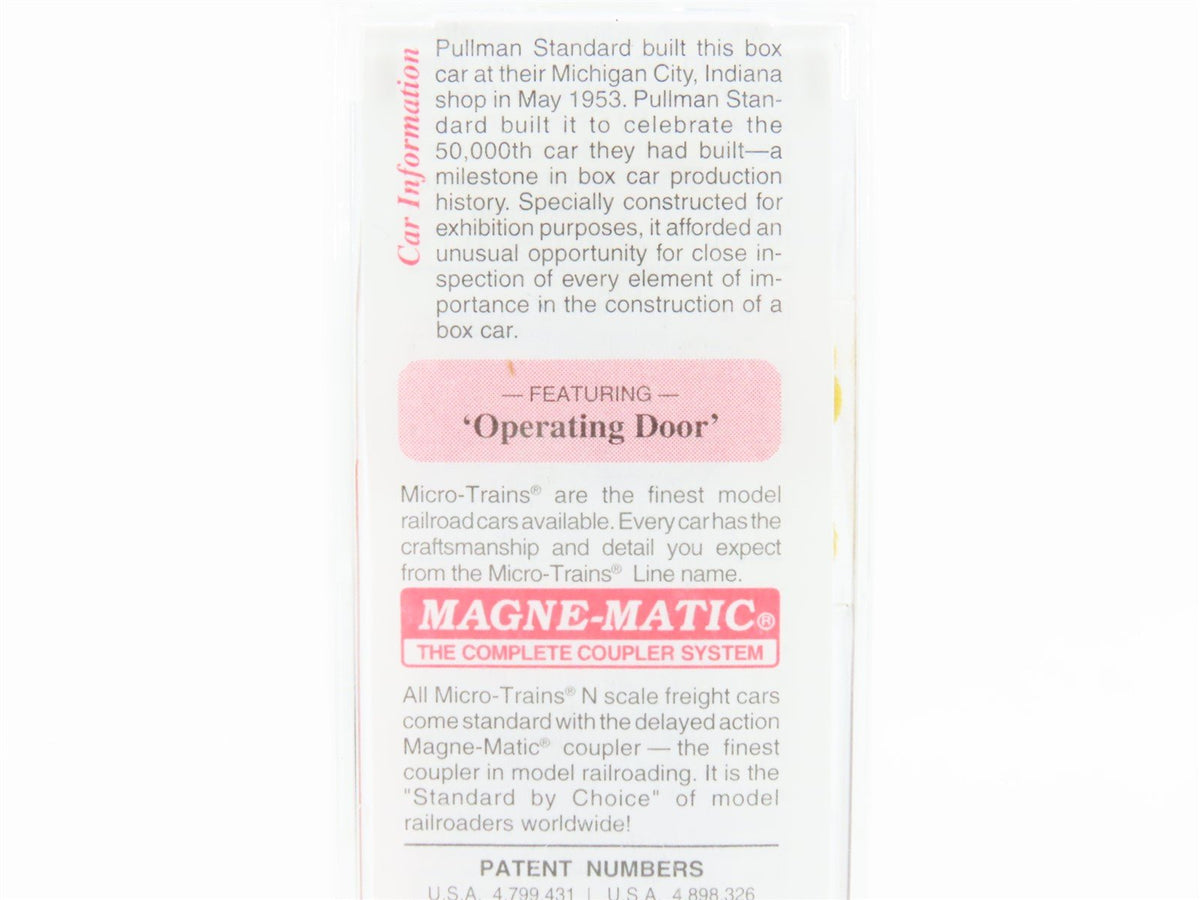 Car Information
Pullman Standard built this box
car at their Michigan City, Indiana
shop in May 1953. Pullman Stan-
dard built it to celebrate the
50,000th car they had built—a
milestone in box car production
history. Specially constructed for
exhibition purposes, it afforded an
unusual opportunity for close in-
spection of every element of im-
portance in the construction of a
box car.
— FEATURING —
‘Operating Door’
Micro-Trains® are the finest model
railroad cars available. Every car has the
craftsmanship and detail you expect
from the Micro-Trains® Line name.
MAGNE-MATIC®
THE COMPLETE COUPLER SYSTEM
All Micro-Trains® N scale freight cars
come standard with the delayed action
Magne-Matic® coupler — the finest
coupler in model railroading. It is the
"Standard by Choice" of model
railroaders worldwide!
PATENT NUMBERS
U.S.A. 4,799,431 | U.S.A. 4,898,326